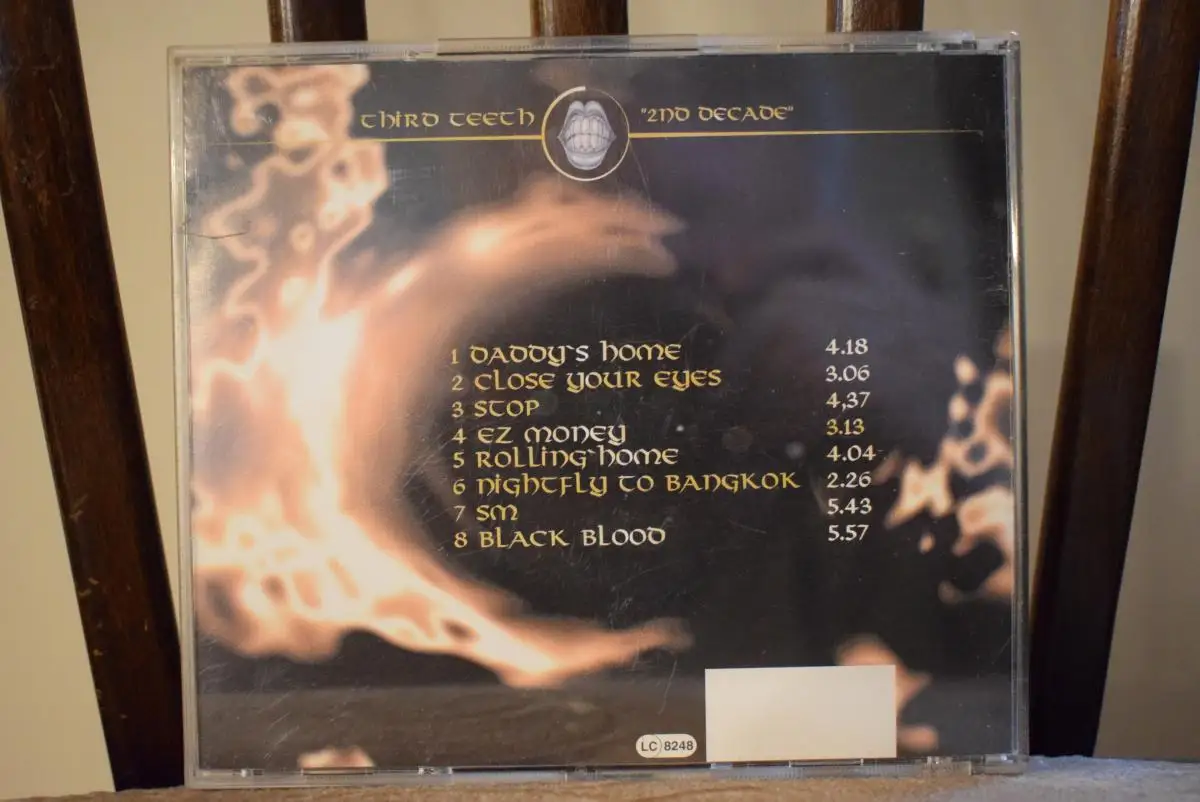 THIRD TEETH "2ND DECADE"
1 DADDY`S HOME 4.18
2 CLOSE YOUR EYES 3.06
3 STOP 4,37
4 EZ MONEY 3.13
5 ROLLING HOME 4.04
6 NIGHTFLY TO BANGKOK 2.26
7 SM 5.43
8 BLACK BLOOD 5.57
LC 8248